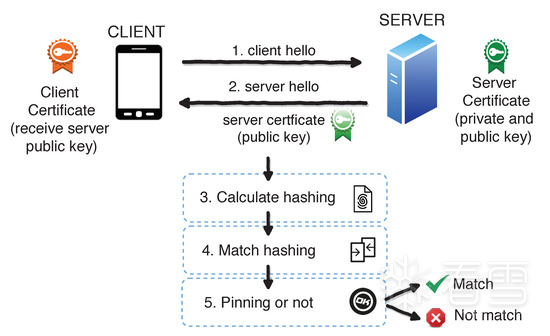 CLIENT
SERVER
1. client hello
2. server hello
Client
Certificate
(receive server
public key)
server certficate
(public key)
Server
Certificate
(private and
public key)
3. Calculate hashing
4. Match hashing
5. Pinning or not
OK
Match
Not match
看雪